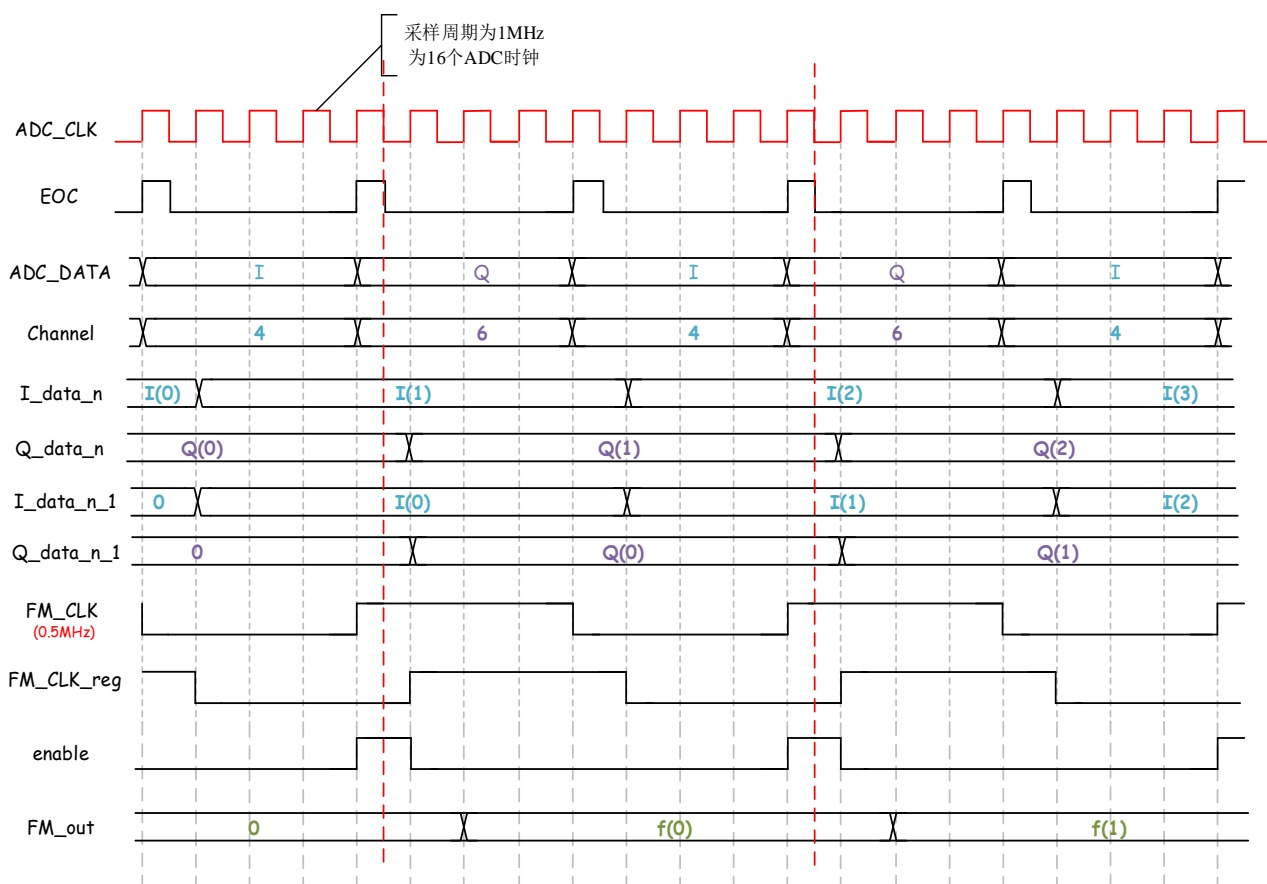 采样周期为1MHz
为16个ADC时钟
ADC_CLK
EOC
ADC_DATA I Q I Q I
Channel 4 6 4 6 4
I_data_n I(0) I(1) I(2) I(3)
Q_data_n Q(0) Q(1) Q(2)
I_data_n_1 0 I(0) I(1) I(2)
Q_data_n_1 0 Q(0) Q(1)
FM_CLK
(0.5MHz)
FM_CLK_reg
enable
FM_out 0 f(0) f(1)